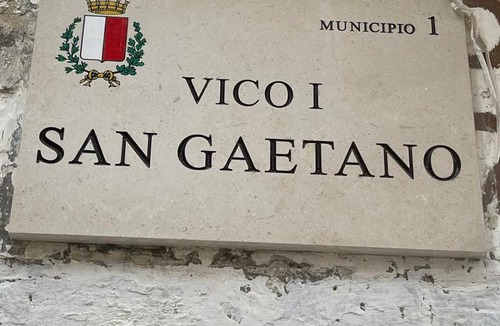 MUNICIPIO 1
VICO I
SAN GAETANO